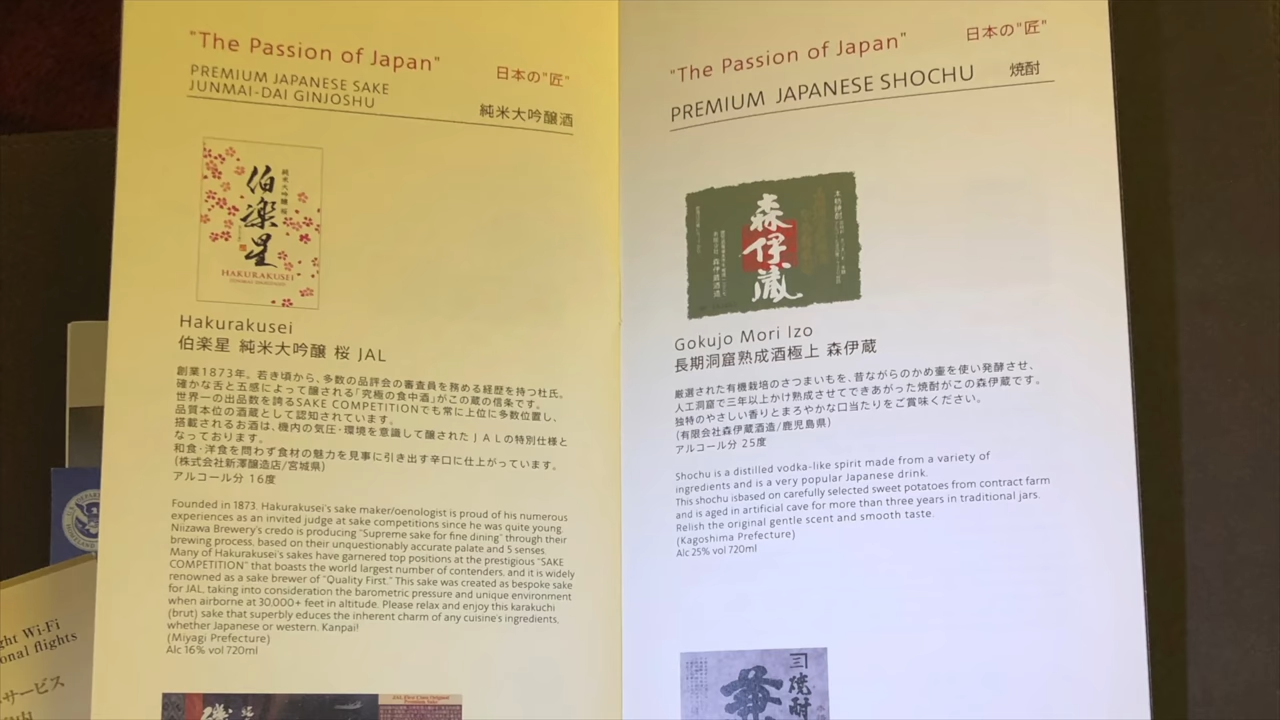 "The Passion of Japan"
日本の"匠"
PREMIUM JAPANESE SAKE
JUNMAI-DAI GINJOSHU
純米大吟醸酒
純米大吟醸 桜
伯楽星
HAKURAKUSEI
Hakurakusei
伯楽星 純米大吟醸 桜 JAL
創業1873年。若き頃から、多数の品評会の審査員を務める経歴を持つ杜氏。
確かな舌と五感によって醸される「究極の食中酒」がこの蔵の信条です。
世界一の出品数を誇るSAKE COMPETITIONでも常に上位に多数位置し、
品質本位の酒蔵として認知されています。
搭載されるお酒は、機内の気圧・環境を意識して醸されたJALの特別仕様と
なっております。
和食・洋食を問わず食材の魅力を見事に引き出す辛口に仕上がっています。
(株式会社新澤醸造店/宮城県)
アルコール分 16度
Founded in 1873. Hakurakusei's sake maker/oenologist is proud of his numerous
experiences as an invited judge at sake competitions since he was quite young.
Niizawa Brewery's credo is producing "Supreme sake for fine dining" through their
brewing process, based on their unquestionably accurate palate and 5 senses.
Many of Hakurakusei's sakes have garnered top positions at the prestigious "SAKE
COMPETITION" that boasts the world largest number of contenders, and it is widely
renowned as a sake brewer of "Quality First." This sake was created as bespoke sake
for JAL, taking into consideration the barometric pressure and unique environment
when airborne at 30,000+ feet in altitude. Please relax and enjoy this karakuchi
(brut) sake that superbly educes the inherent charm of any cuisine's ingredients,
whether Japanese or western. Kanpai!
(Miyagi Prefecture)
Alc 16% vol 720ml
"The Passion of Japan"
日本の"匠"
PREMIUM JAPANESE SHOCHU
焼酎
本格焼酎
森伊蔵
森伊蔵酒造
Gokujo Mori Izo
長期洞窟熟成酒極上 森伊蔵
厳選された有機栽培のさつまいもを、昔ながらのかめ壷を使い発酵させ、
人工洞窟で三年以上かけ熟成させてできあがった焼酎がこの森伊蔵です。
独特のやさしい香りとまろやかな口当たりをご賞味ください。
(有限会社森伊蔵酒造/鹿児島県)
アルコール分 25度
Shochu is a distilled vodka-like spirit made from a variety of
ingredients and is a very popular Japanese drink.
This shochu isbased on carefully selected sweet potatoes from contract farm
and is aged in artificial cave for more than three years in traditional jars.
Relish the original gentle scent and smooth taste.
(Kagoshima Prefecture)
Alc 25% vol 720ml
焼酎
ght Wi-Fi
onal flights
サービス